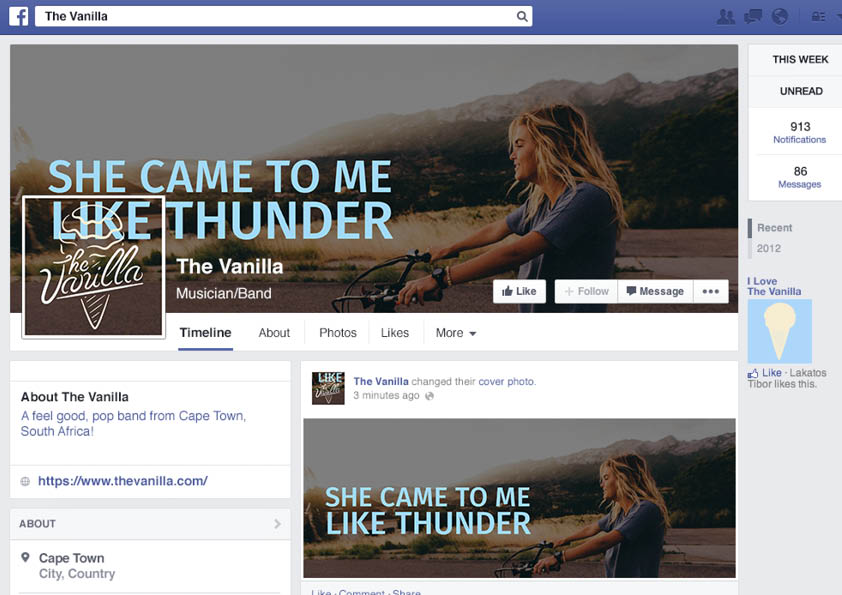 The Vanilla
SHE CAME TO ME
LIKE THUNDER
The Vanilla
The Vanilla
Musician/Band
Like
+ Follow
Message
Timeline
About
Photos
Likes
More
About The Vanilla
A feel good, pop band from Cape Town,
South Africa!
https://www.thevanilla.com/
ABOUT
Cape Town
City, Country
LIKE
The Vanilla changed their cover photo.
3 minutes ago
SHE CAME TO ME
LIKE THUNDER
Like · Comment · Share
THIS WEEK
UNREAD
913
Notifications
86
Messages
Recent
2012
I Love
The Vanilla
Like · Lakatos
Tibor likes this.